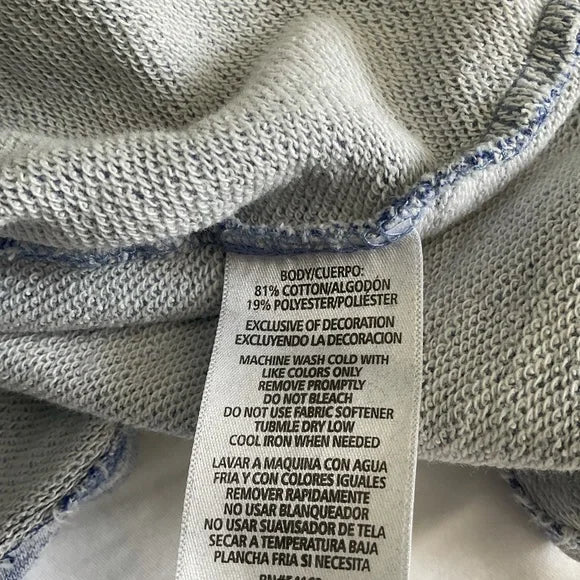 BODY/CUERPO:
81% COTTON/ALGODÓN
19% POLYESTER/POLIÉSTER
EXCLUSIVE OF DECORATION
EXCLUYENDO LA DECORACION
MACHINE WASH COLD WITH
LIKE COLORS ONLY
REMOVE PROMPTLY
DO NOT BLEACH
DO NOT USE FABRIC SOFTENER
TUBMLE DRY LOW
COOL IRON WHEN NEEDED
LAVAR A MAQUINA CON AGUA
FRIA Y CON COLORES IGUALES
REMOVER RAPIDAMENTE
NO USAR BLANQUEADOR
NO USAR SUAVISADOR DE TELA
SECAR A TEMPERATURA BAJA
PLANCHA FRIA SI NECESITA